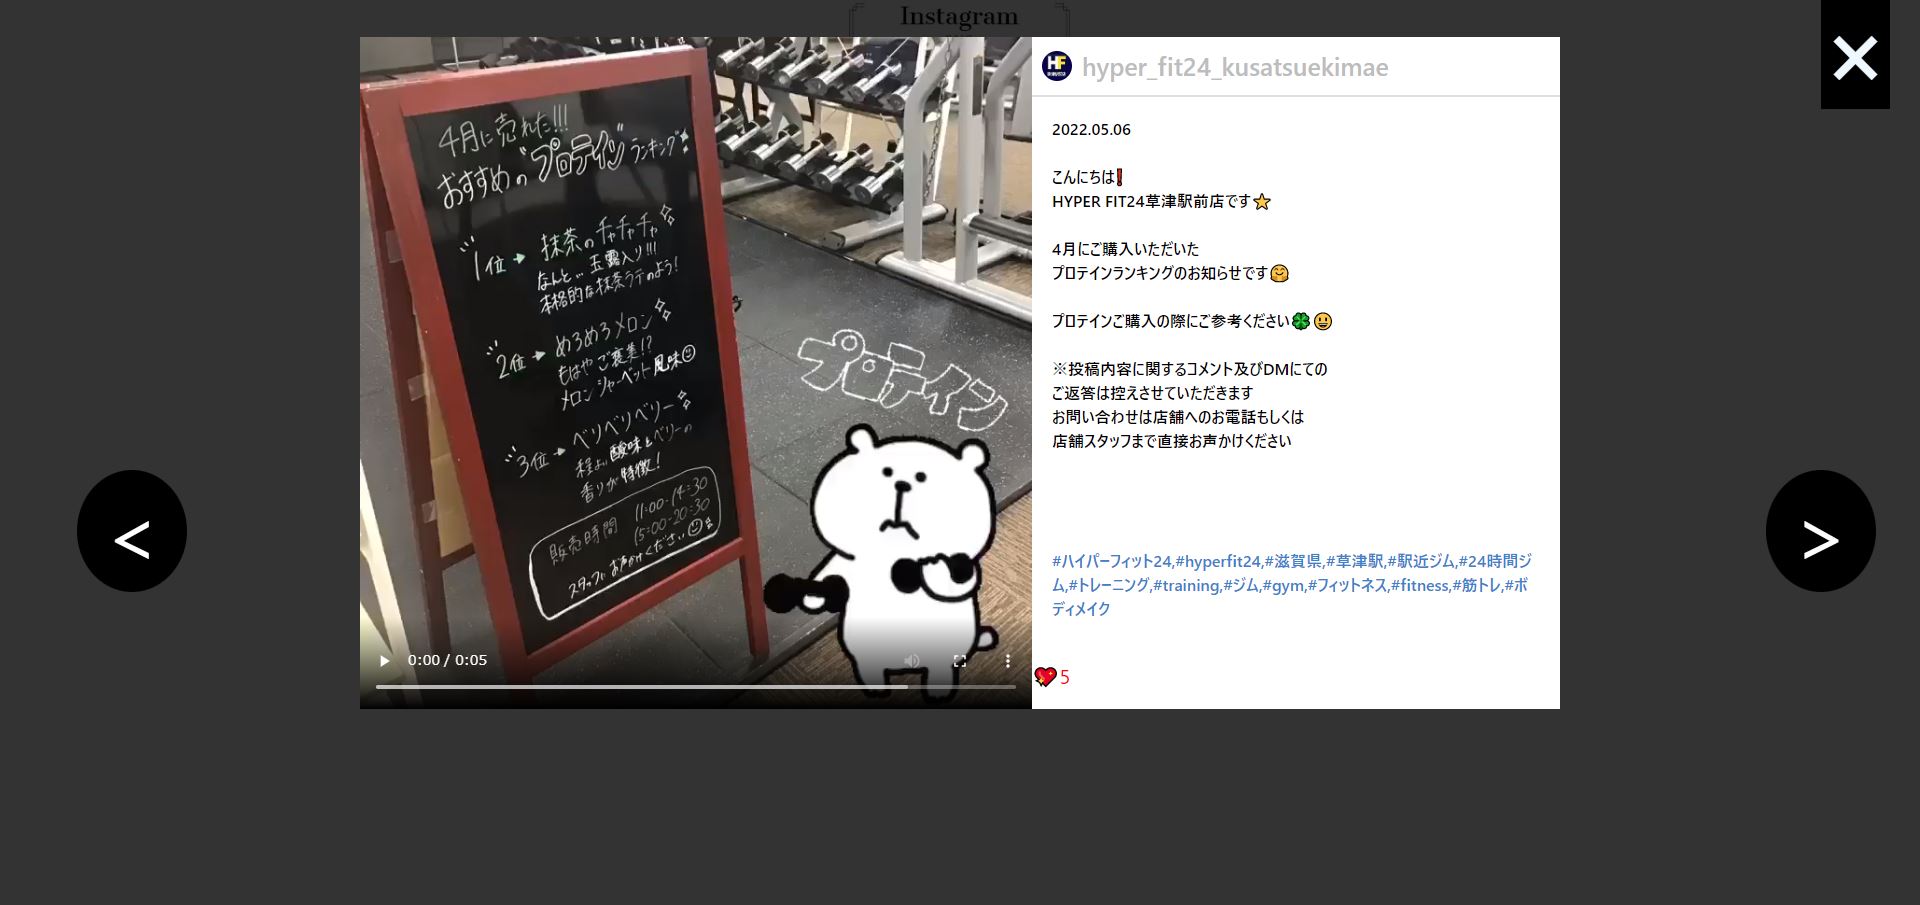 Instagram
4月に売れた!!!
おすすめの"プロテイン"ランキング
1位→抹茶のチャチャチャ
なんと…玉露入り!!!
本格的な抹茶ラテのよう!
2位→めろめろメロン
もはやご褒美!?
メロンシャーベット風味
3位→ベリベリベリー
程よい酸味とベリーの
香りが特徴!
販売時間 11:00-14:30
15:00-20:30
スタッフにお声かけください
プロテイン
0:00 / 0:05
HF
hyper_fit24_kusatsuekimae
2022.05.06
こんにちは❗
HYPER FIT24草津駅前店です⭐
4月にご購入いただいた
プロテインランキングのお知らせです🤗
プロテインご購入の際にご参考ください🍀😃
※投稿内容に関するコメント及びDMにての
ご返答は控えさせていただきます
お問い合わせは店舗へのお電話もしくは
店舗スタッフまで直接お声かけください
#ハイパーフィット24,#hyperfit24,#滋賀県,#草津駅,#駅近ジム,#24時間ジ
ム,#トレーニング,#training,#ジム,#gym,#フィットネス,#fitness,#筋トレ,#ボ
ディメイク
💖5